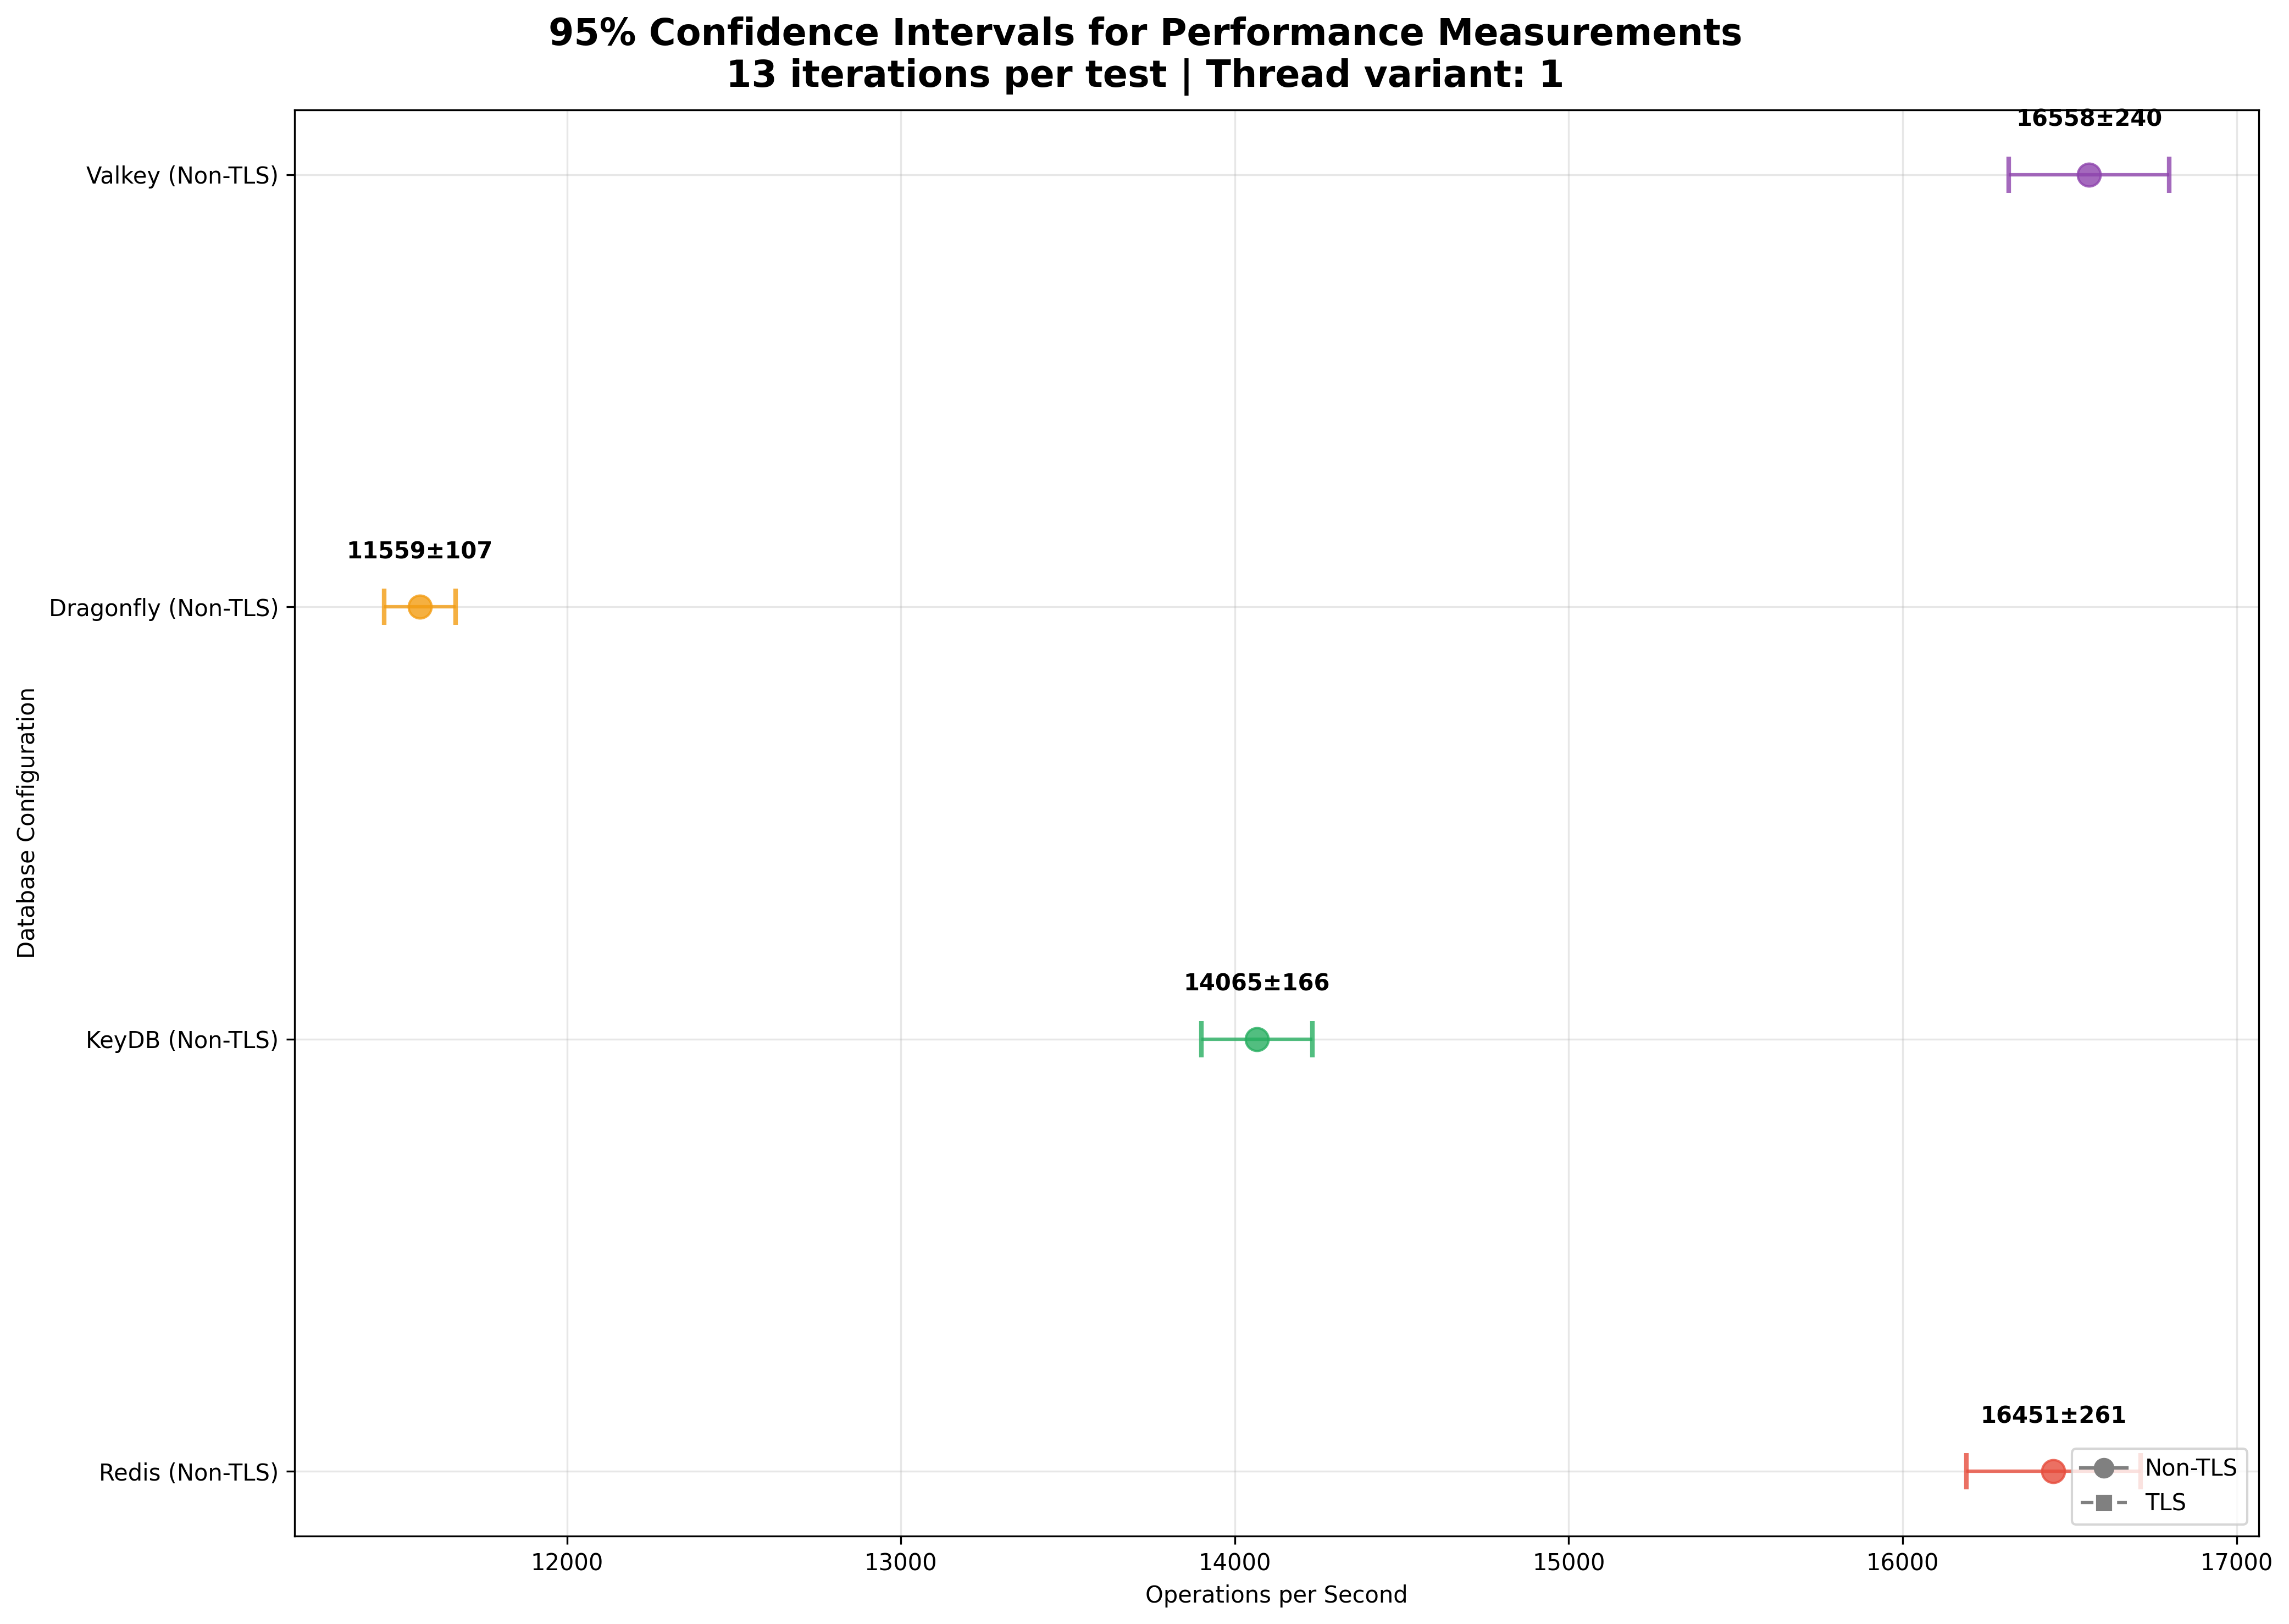 95% Confidence Intervals for Performance Measurements
13 iterations per test | Thread variant: 1
16558±240
Valkey (Non-TLS)
11559±107
Dragonfly (Non-TLS)
Database Configuration
14065±166
KeyDB (Non-TLS)
16451±261
Redis (Non-TLS)
Non-TLS
TLS
12000
13000
14000
15000
16000
17000
Operations per Second